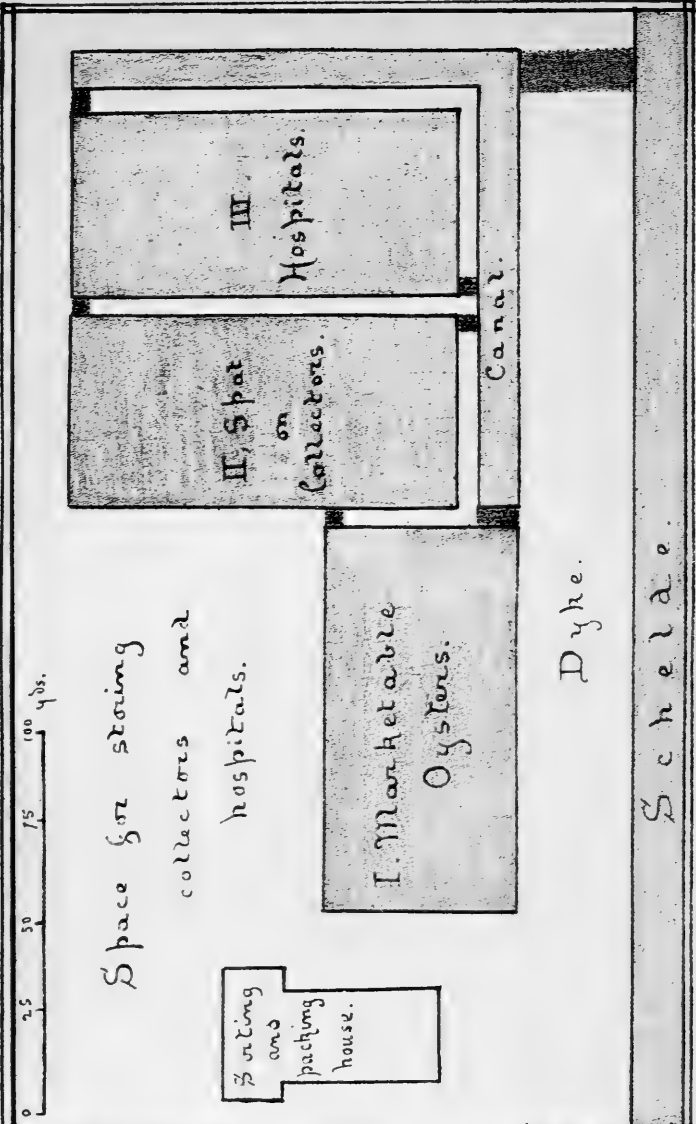 0 25 50 75 100 yds.
Space for storing
collectors and
hospitals.
Sorting
and
packing
house.
I. Marketable
Oysters.
II, Spat
on
Collectors.
III
Hospitals.
Canal.
Dyke.
Schelde.